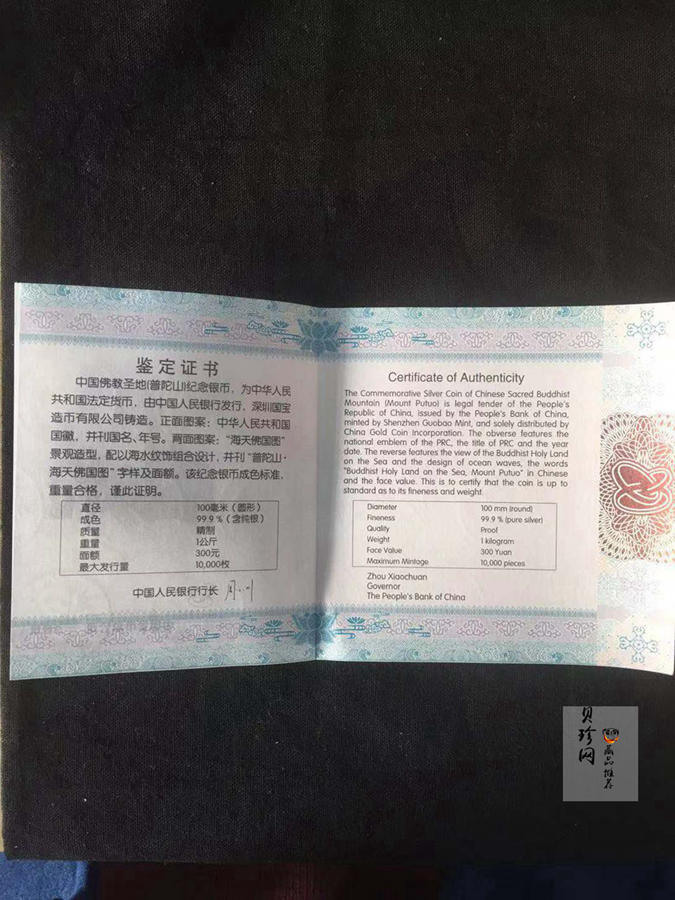 鉴定证书
中国佛教圣地(普陀山)纪念银币，为中华人民
共和国法定货币，由中国人民银行发行，深圳国宝
造币有限公司铸造。正面图案：中华人民共和国
国徽，并刊国名、年号。背面图案：“海天佛国图”
景观造型，配以海水纹饰组合设计，并刊“普陀山·
海天佛国图”字样及面额。该纪念银币成色标准，
重量合格，谨此证明。
直径 100毫米（圆形）
成色 99.9％（含纯银）
质量 精制
重量 1公斤
面额 300元
最大发行量 10,000枚
中国人民银行行长
Certificate of Authenticity
The Commemorative Silver Coin of Chinese Sacred Buddhist
Mountain (Mount Putuo) is legal tender of the People's
Republic of China, issued by the People's Bank of China,
minted by Shenzhen Guobao Mint, and solely distributed by
China Gold Coin Incorporation. The obverse features the
national emblem of the PRC, the title of PRC and the year
date. The reverse features the view of the Buddhist Holy Land
on the Sea and the design of ocean waves, the words
"Buddhist Holy Land on the Sea, Mount Putuo" in Chinese
and the face value. This is to certify that the coin is up to
standard as to its fineness and weight.
Diameter 100 mm (round)
Fineness 99.9 % (pure silver)
Quality Proof
Weight 1 kilogram
Face Value 300 Yuan
Maximum Mintage 10,000 pieces
Zhou Xiaochuan
Governor
The People's Bank of China
贝珍网
藏品推荐